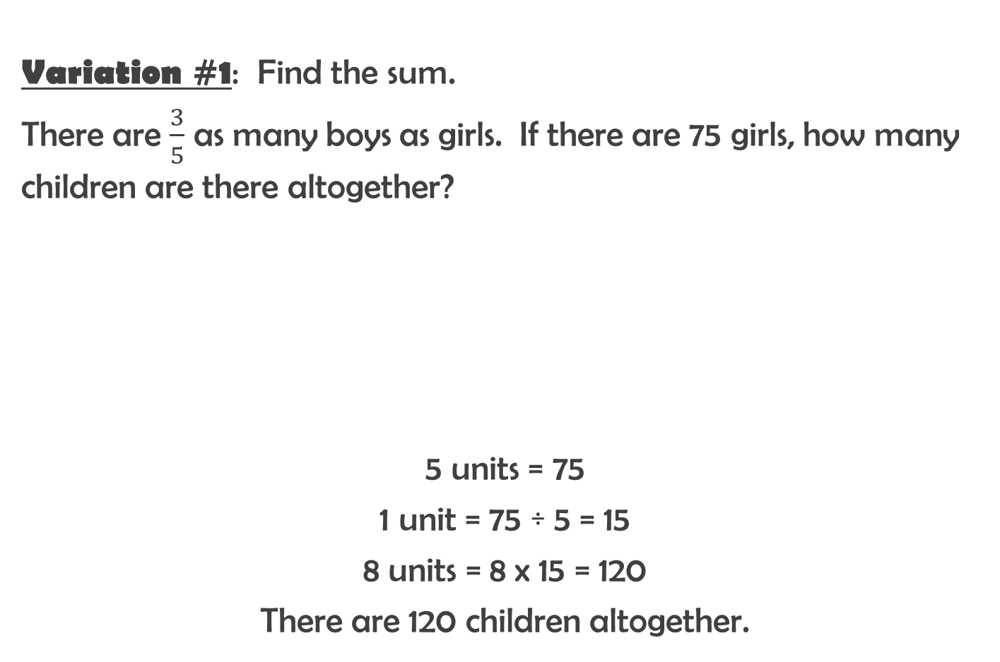 Variation #1:  Find the sum.
There are 3/5 as many boys as girls.  If there are 75 girls, how many
children are there altogether?
5 units = 75
1 unit = 75 ÷ 5 = 15
8 units = 8 x 15 = 120
There are 120 children altogether.